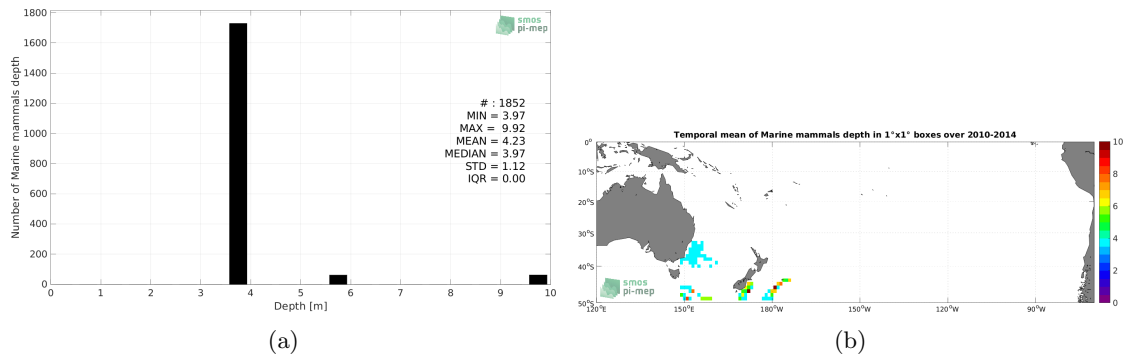 1800
1600
1400
1200
1000
800
600
400
200
0
Number of Marine mammals depth
smos
pi-mep
# : 1852
MIN = 3.97
MAX = 9.92
MEAN = 4.23
MEDIAN = 3.97
STD = 1.12
IQR = 0.00
0 1 2 3 4 5 6 7 8 9 10
Depth [m]
(a)
Temporal mean of Marine mammals depth in 1°x1° boxes over 2010-2014
0°
10°S
20°S
30°S
40°S
50°S
120°E 150°E 180°W 150°W 120°W 90°W
smos
pi-mep
10
8
6
4
2
0
(b)